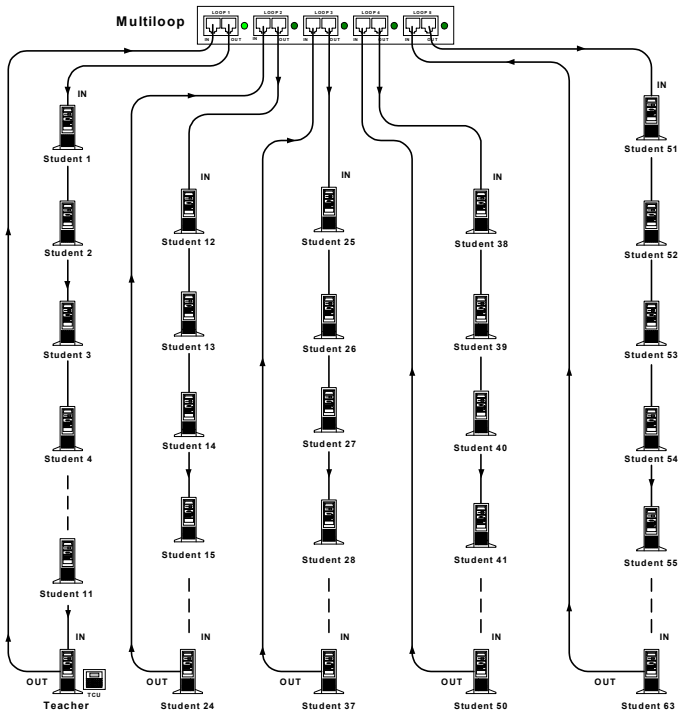 Multiloop
LOOP 1 LOOP 2 LOOP 3 LOOP 4 LOOP 5
IN OUT IN OUT IN OUT IN OUT IN OUT
IN
IN
Student 1
Student 51
IN
IN
IN
Student 2
Student 12
Student 25
Student 38
Student 52
Student 3
Student 13
Student 26
Student 39
Student 53
Student 4
Student 14
Student 27
Student 40
Student 54
Student 15
Student 28
Student 41
Student 55
Student 11
IN
IN
IN
IN
IN
OUT
OUT
OUT
OUT
OUT
TCU
Teacher
Student 24
Student 37
Student 50
Student 63